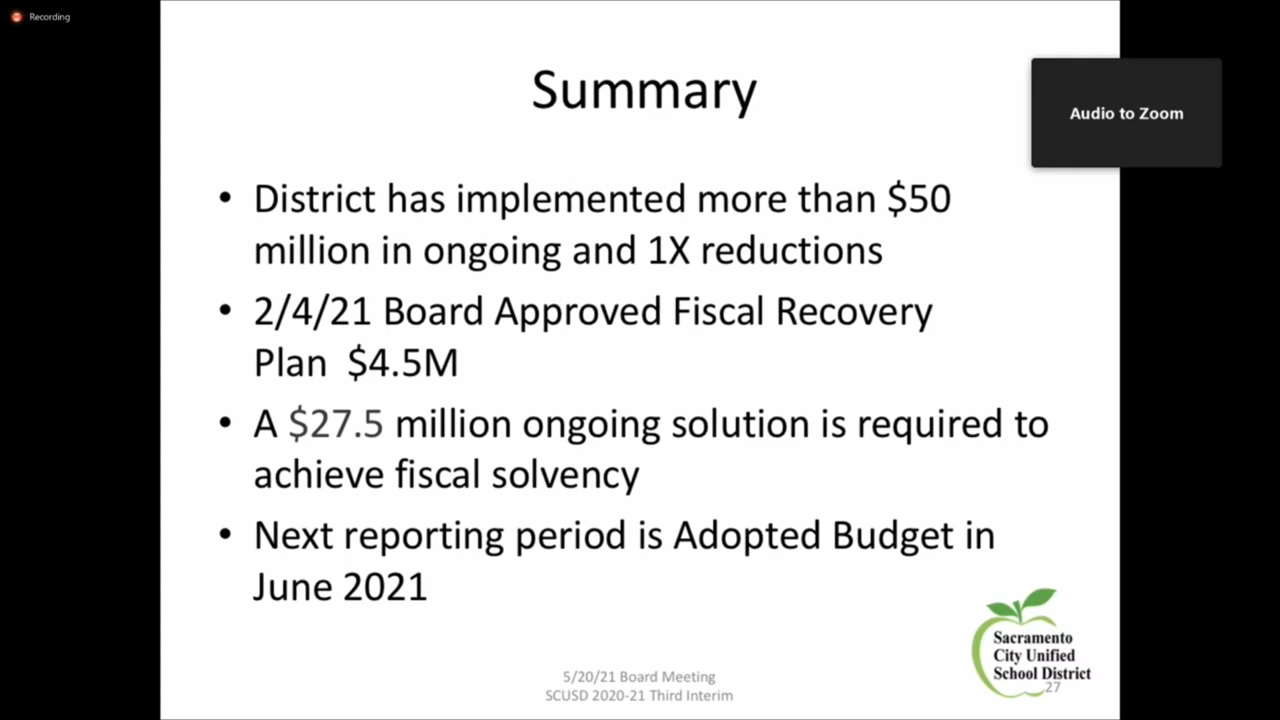 Recording
Summary
Audio to Zoom
• District has implemented more than $50
million in ongoing and 1X reductions
• 2/4/21 Board Approved Fiscal Recovery
Plan $4.5M
• A $27.5 million ongoing solution is required to
achieve fiscal solvency
• Next reporting period is Adopted Budget in
June 2021
Sacramento
City Unified
School District
5/20/21 Board Meeting
SCUSD 2020-21 Third Interim
27